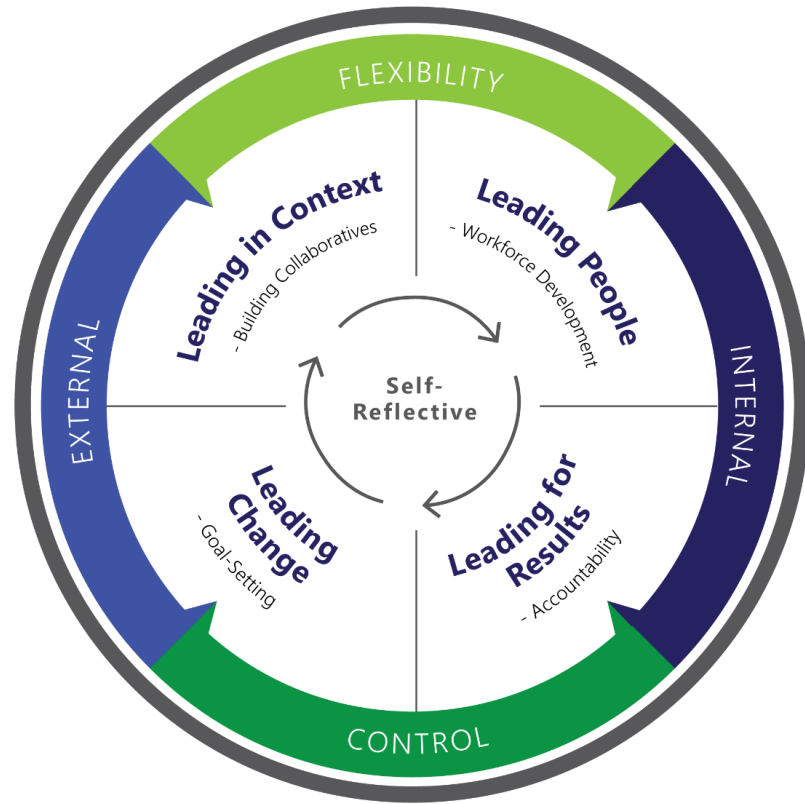 FLEXIBILITY
Leading in Context
- Building Collaboratives
Leading People
- Workforce Development
EXTERNAL
Self-
Reflective
INTERNAL
Leading
Change
- Goal-Setting
Leading for
Results
- Accountability
CONTROL